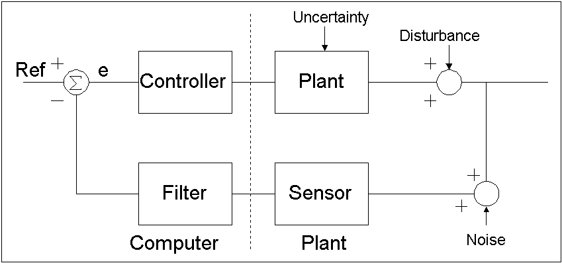 Uncertainty
Disturbance
Ref + e Controller Plant +
Σ
− +
Filter Sensor +
+
Computer Plant Noise